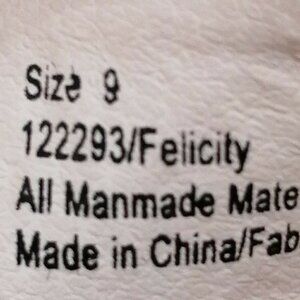 Size 9
122293/Felicity
All Manmade Mate
Made in China/Fab